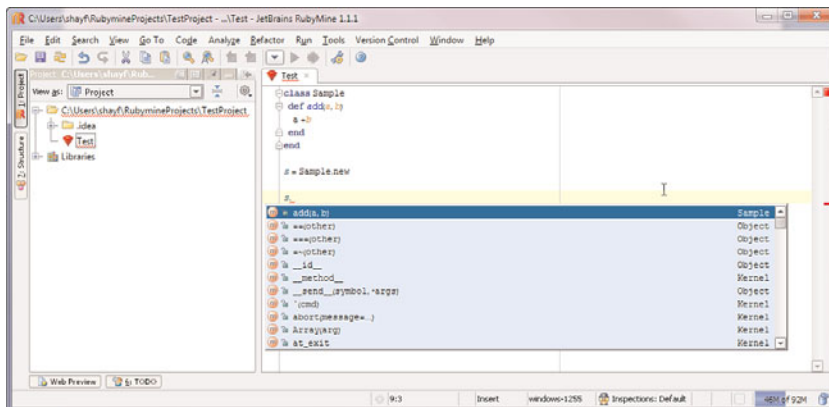 C:\Users\shayf\RubymineProjects\TestProject - ...\Test - JetBrains RubyMine 1.1.1
File Edit Search View Go To Code Analyze Refactor Run Tools Version Control Window Help
Project C:\Users\shayf\Rub...
Test
1: Project
2: Structure
View as: Project
C:\Users\shayf\RubymineProjects\TestProject
.idea
Test
Libraries
class Sample
def add(a, b)
a +b
end
end
s = Sample.new
s.
add(a, b) Sample
==(other) Object
===(other) Object
=~(other) Object
__id__ Object
__method__ Kernel
__send__(symbol, *args) Object
`(cmd) Kernel
abort(message=...) Kernel
Array(arg) Kernel
at_exit Kernel
Web Preview 6: TODO
9:3 Insert windows-1255 Inspections: Default 46M of 92M